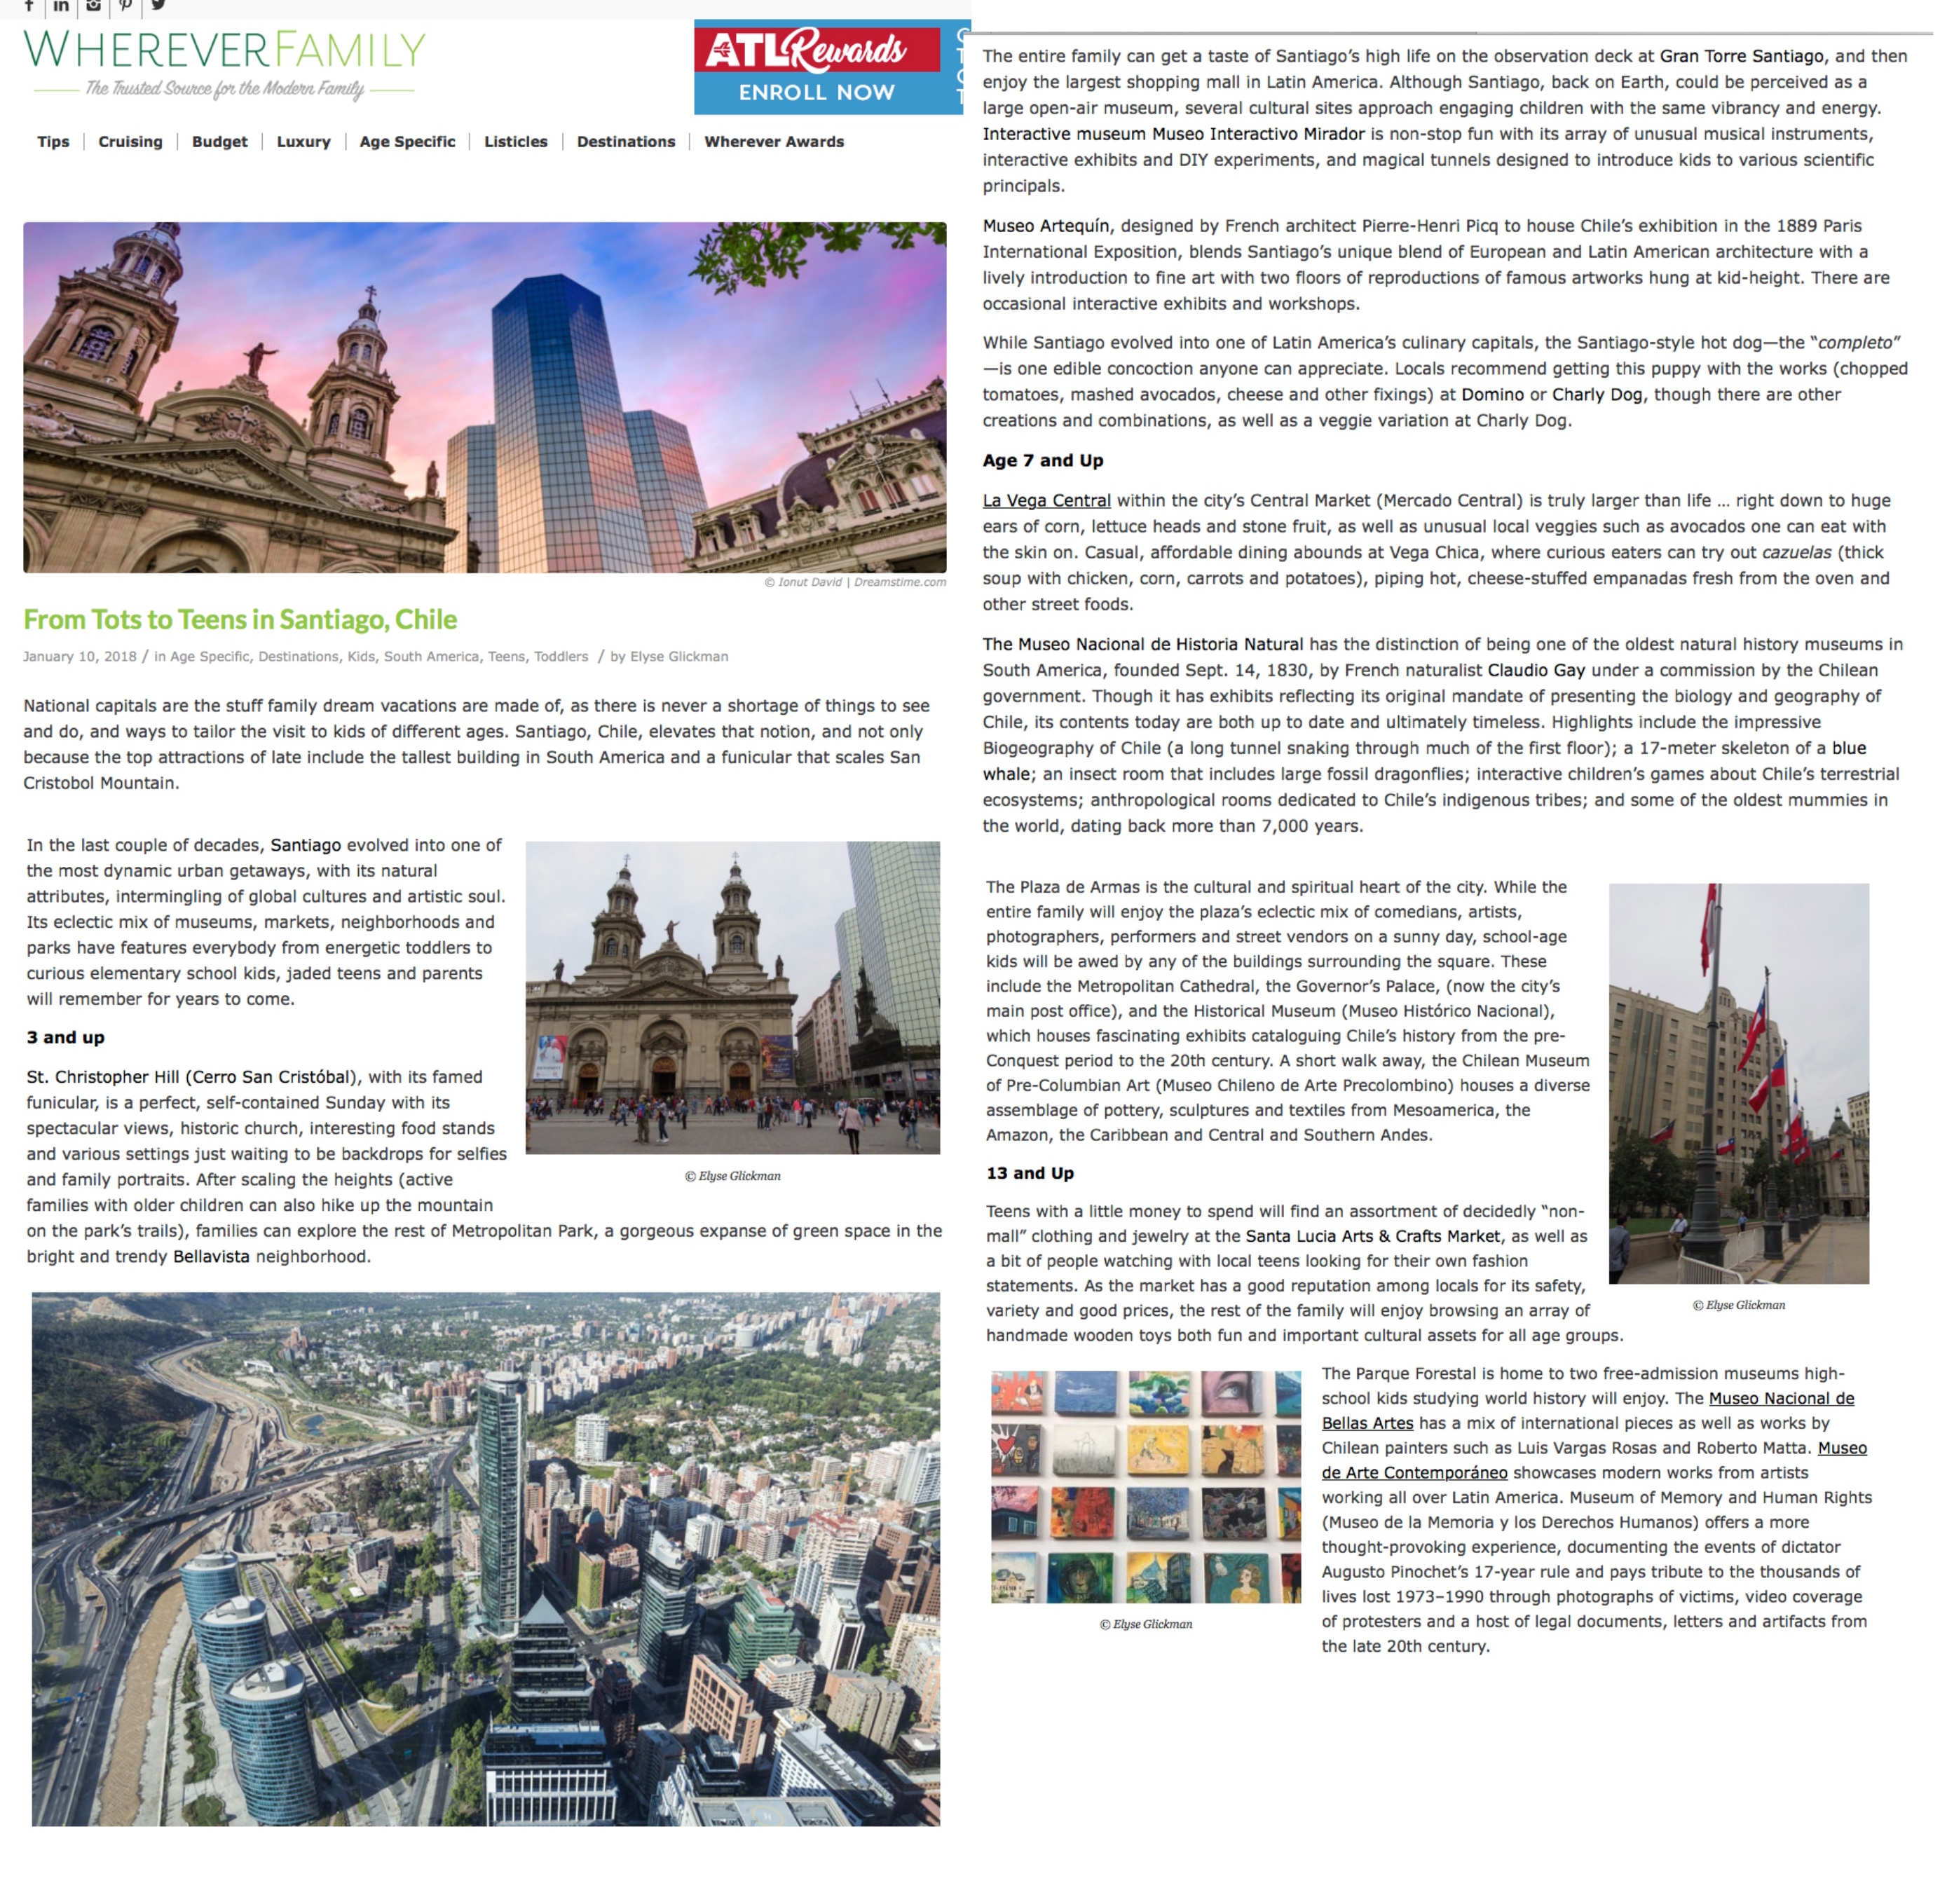 WHEREVERFAMILY
The Trusted Source for the Modern Family
ATL Rewards
ENROLL NOW
Tips
Cruising
Budget
Luxury
Age Specific
Listicles
Destinations
Wherever Awards
© Ionut David | Dreamstime.com
From Tots to Teens in Santiago, Chile
January 10, 2018 / in Age Specific, Destinations, Kids, South America, Teens, Toddlers / by Elyse Glickman
National capitals are the stuff family dream vacations are made of, as there is never a shortage of things to see
and do, and ways to tailor the visit to kids of different ages. Santiago, Chile, elevates that notion, and not only
because the top attractions of late include the tallest building in South America and a funicular that scales San
Cristobol Mountain.
In the last couple of decades, Santiago evolved into one of
the most dynamic urban getaways, with its natural
attributes, intermingling of global cultures and artistic soul.
Its eclectic mix of museums, markets, neighborhoods and
parks have features everybody from energetic toddlers to
curious elementary school kids, jaded teens and parents
will remember for years to come.
3 and up
St. Christopher Hill (Cerro San Cristóbal), with its famed
funicular, is a perfect, self-contained Sunday with its
spectacular views, historic church, interesting food stands
and various settings just waiting to be backdrops for selfies
and family portraits. After scaling the heights (active
families with older children can also hike up the mountain
on the park's trails), families can explore the rest of Metropolitan Park, a gorgeous expanse of green space in the
bright and trendy Bellavista neighborhood.
© Elyse Glickman
The entire family can get a taste of Santiago's high life on the observation deck at Gran Torre Santiago, and then
enjoy the largest shopping mall in Latin America. Although Santiago, back on Earth, could be perceived as a
large open-air museum, several cultural sites approach engaging children with the same vibrancy and energy.
Interactive museum Museo Interactivo Mirador is non-stop fun with its array of unusual musical instruments,
interactive exhibits and DIY experiments, and magical tunnels designed to introduce kids to various scientific
principals.
Museo Artequín, designed by French architect Pierre-Henri Picq to house Chile's exhibition in the 1889 Paris
International Exposition, blends Santiago's unique blend of European and Latin American architecture with a
lively introduction to fine art with two floors of reproductions of famous artworks hung at kid-height. There are
occasional interactive exhibits and workshops.
While Santiago evolved into one of Latin America's culinary capitals, the Santiago-style hot dog—the "completo"
—is one edible concoction anyone can appreciate. Locals recommend getting this puppy with the works (chopped
tomatoes, mashed avocados, cheese and other fixings) at Domino or Charly Dog, though there are other
creations and combinations, as well as a veggie variation at Charly Dog.
Age 7 and Up
La Vega Central within the city's Central Market (Mercado Central) is truly larger than life … right down to huge
ears of corn, lettuce heads and stone fruit, as well as unusual local veggies such as avocados one can eat with
the skin on. Casual, affordable dining abounds at Vega Chica, where curious eaters can try out cazuelas (thick
soup with chicken, corn, carrots and potatoes), piping hot, cheese-stuffed empanadas fresh from the oven and
other street foods.
The Museo Nacional de Historia Natural has the distinction of being one of the oldest natural history museums in
South America, founded Sept. 14, 1830, by French naturalist Claudio Gay under a commission by the Chilean
government. Though it has exhibits reflecting its original mandate of presenting the biology and geography of
Chile, its contents today are both up to date and ultimately timeless. Highlights include the impressive
Biogeography of Chile (a long tunnel snaking through much of the first floor); a 17-meter skeleton of a blue
whale; an insect room that includes large fossil dragonflies; interactive children's games about Chile's terrestrial
ecosystems; anthropological rooms dedicated to Chile's indigenous tribes; and some of the oldest mummies in
the world, dating back more than 7,000 years.
The Plaza de Armas is the cultural and spiritual heart of the city. While the
entire family will enjoy the plaza's eclectic mix of comedians, artists,
photographers, performers and street vendors on a sunny day, school-age
kids will be awed by any of the buildings surrounding the square. These
include the Metropolitan Cathedral, the Governor's Palace, (now the city's
main post office), and the Historical Museum (Museo Histórico Nacional),
which houses fascinating exhibits cataloguing Chile's history from the pre-
Conquest period to the 20th century. A short walk away, the Chilean Museum
of Pre-Columbian Art (Museo Chileno de Arte Precolombino) houses a diverse
assemblage of pottery, sculptures and textiles from Mesoamerica, the
Amazon, the Caribbean and Central and Southern Andes.
13 and Up
Teens with a little money to spend will find an assortment of decidedly "non-
mall" clothing and jewelry at the Santa Lucia Arts & Crafts Market, as well as
a bit of people watching with local teens looking for their own fashion
statements. As the market has a good reputation among locals for its safety,
variety and good prices, the rest of the family will enjoy browsing an array of
handmade wooden toys both fun and important cultural assets for all age groups.
© Elyse Glickman
The Parque Forestal is home to two free-admission museums high-
school kids studying world history will enjoy. The Museo Nacional de
Bellas Artes has a mix of international pieces as well as works by
Chilean painters such as Luis Vargas Rosas and Roberto Matta. Museo
de Arte Contemporáneo showcases modern works from artists
working all over Latin America. Museum of Memory and Human Rights
(Museo de la Memoria y los Derechos Humanos) offers a more
thought-provoking experience, documenting the events of dictator
Augusto Pinochet's 17-year rule and pays tribute to the thousands of
lives lost 1973–1990 through photographs of victims, video coverage
of protesters and a host of legal documents, letters and artifacts from
the late 20th century.
© Elyse Glickman